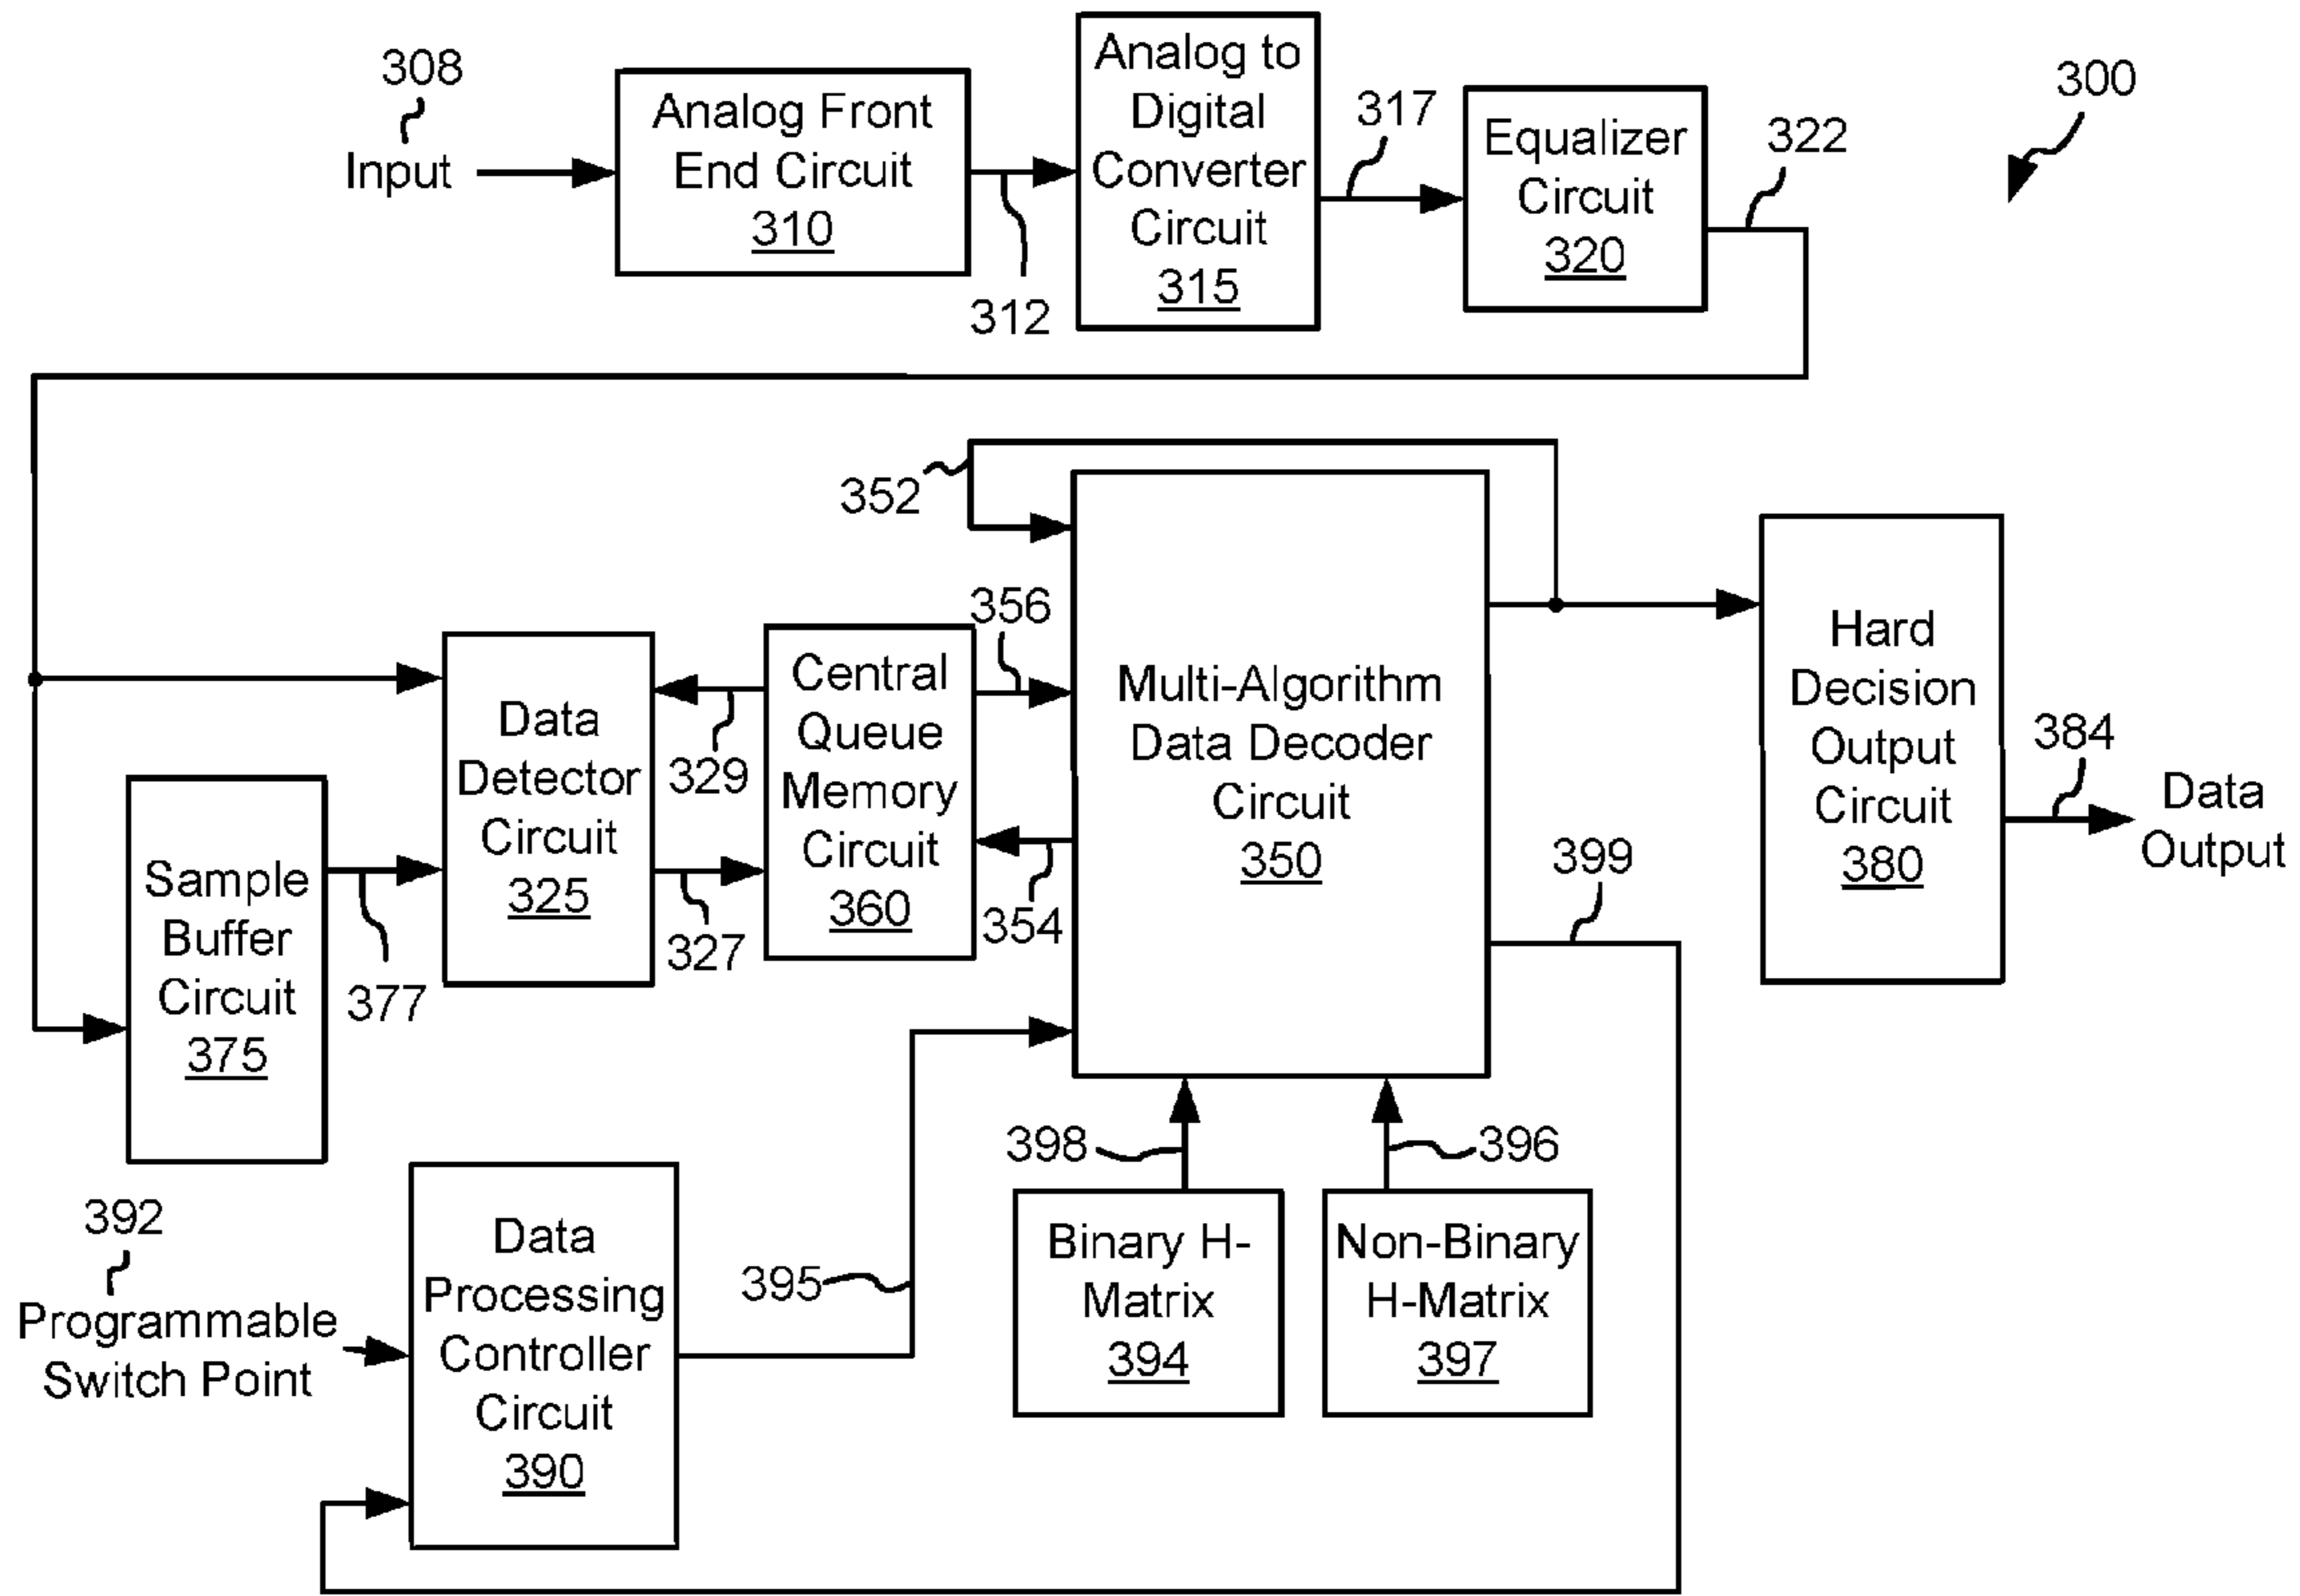 308
Input
Analog Front
End Circuit
310
312
Analog to
Digital
Converter
Circuit
315
317
Equalizer
Circuit
320
322
300
352
356
Data
Detector
Circuit
325
329
327
Central
Queue
Memory
Circuit
360
354
Multi-Algorithm
Data Decoder
Circuit
350
399
Hard
Decision
Output
Circuit
380
384
Data
Output
Sample
Buffer
Circuit
375
377
392
Programmable
Switch Point
Data
Processing
Controller
Circuit
390
395
398
396
Binary H-
Matrix
394
Non-Binary
H-Matrix
397